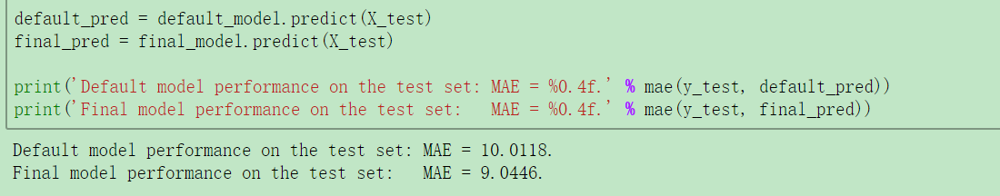 default_pred = default_model.predict(X_test)
final_pred = final_model.predict(X_test)
print('Default model performance on the test set: MAE = %0.4f.' % mae(y_test, default_pred))
print('Final model performance on the test set:   MAE = %0.4f.' % mae(y_test, final_pred))
Default model performance on the test set: MAE = 10.0118.
Final model performance on the test set:   MAE = 9.0446.